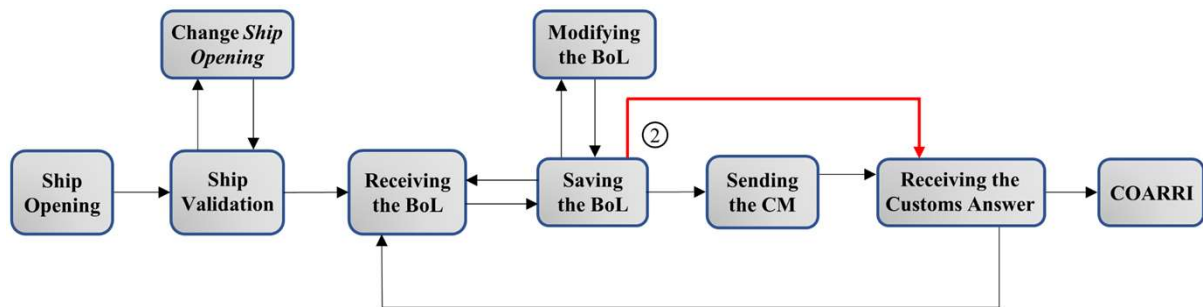 Change Ship
Opening
Modifying
the BoL
2
Ship
Opening
Ship
Validation
Receiving
the BoL
Saving
the BoL
Sending
the CM
Receiving the
Customs Answer
COARRI